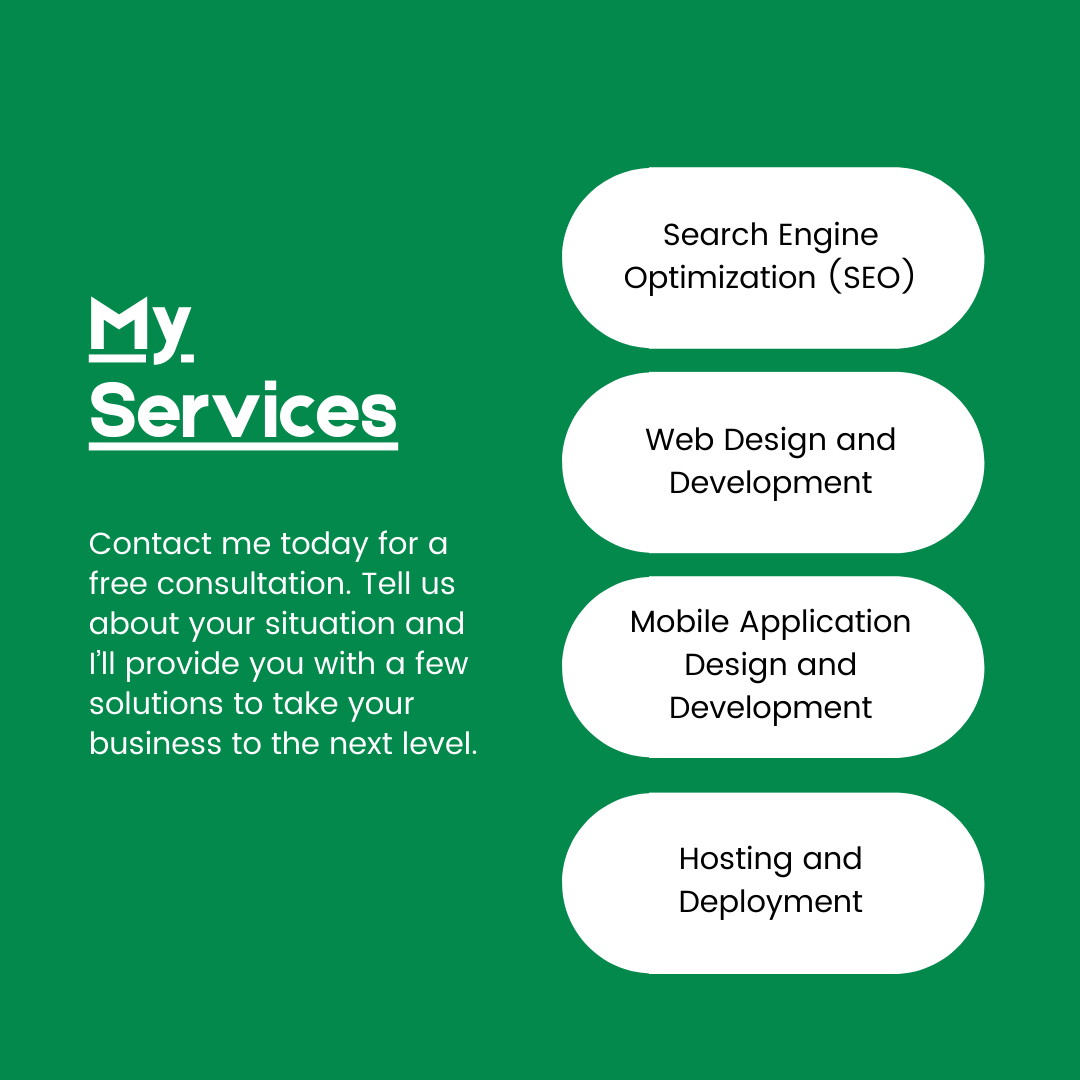 My
Services
Contact me today for a
free consultation. Tell us
about your situation and
I'll provide you with a few
solutions to take your
business to the next level.
Search Engine
Optimization (SEO)
Web Design and
Development
Mobile Application
Design and
Development
Hosting and
Deployment